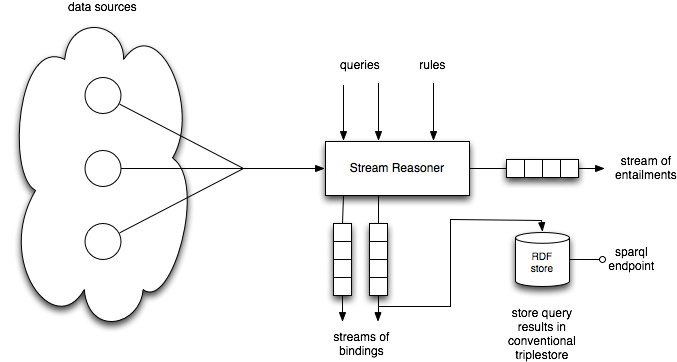 data sources
queries
rules
Stream Reasoner
stream of
entailments
RDF
store
sparql
endpoint
streams of
bindings
store query
results in
conventional
triplestore